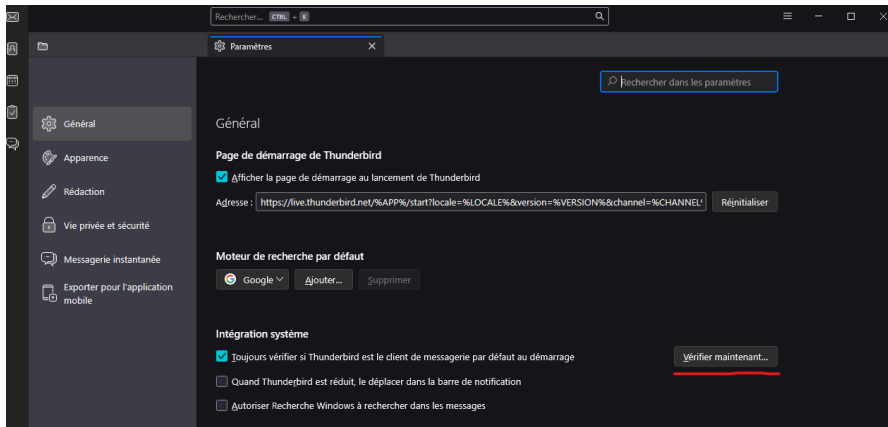 Rechercher... CTRL + K
Paramètres
Rechercher dans les paramètres
Général
Apparence
Rédaction
Vie privée et sécurité
Messagerie instantanée
Exporter pour l'application
mobile
Général
Page de démarrage de Thunderbird
Afficher la page de démarrage au lancement de Thunderbird
Adresse : https://live.thunderbird.net/%APP%/start?locale=%LOCALE%&version=%VERSION%&channel=%CHANNEL% Réinitialiser
Moteur de recherche par défaut
Google Ajouter... Supprimer
Intégration système
Toujours vérifier si Thunderbird est le client de messagerie par défaut au démarrage Vérifier maintenant...
Quand Thunderbird est réduit, le déplacer dans la barre de notification
Autoriser Recherche Windows à rechercher dans les messages